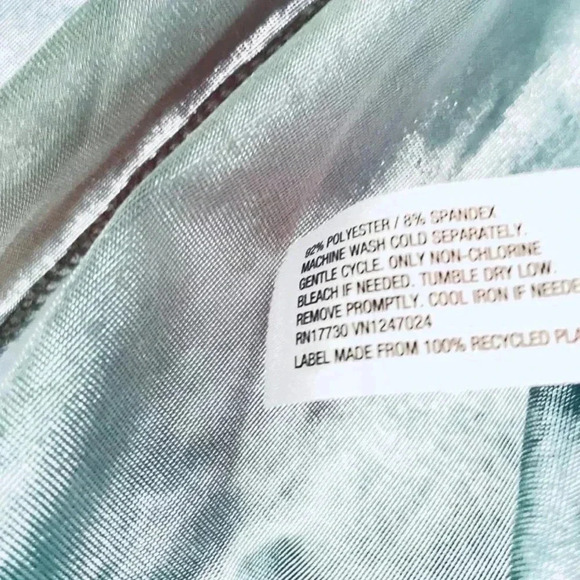 92% POLYESTER / 8% SPANDEX
MACHINE WASH COLD SEPARATELY.
GENTLE CYCLE. ONLY NON-CHLORINE
BLEACH IF NEEDED. TUMBLE DRY LOW.
REMOVE PROMPTLY. COOL IRON IF NEEDE
RN17730 VN1247024
LABEL MADE FROM 100% RECYCLED PLA